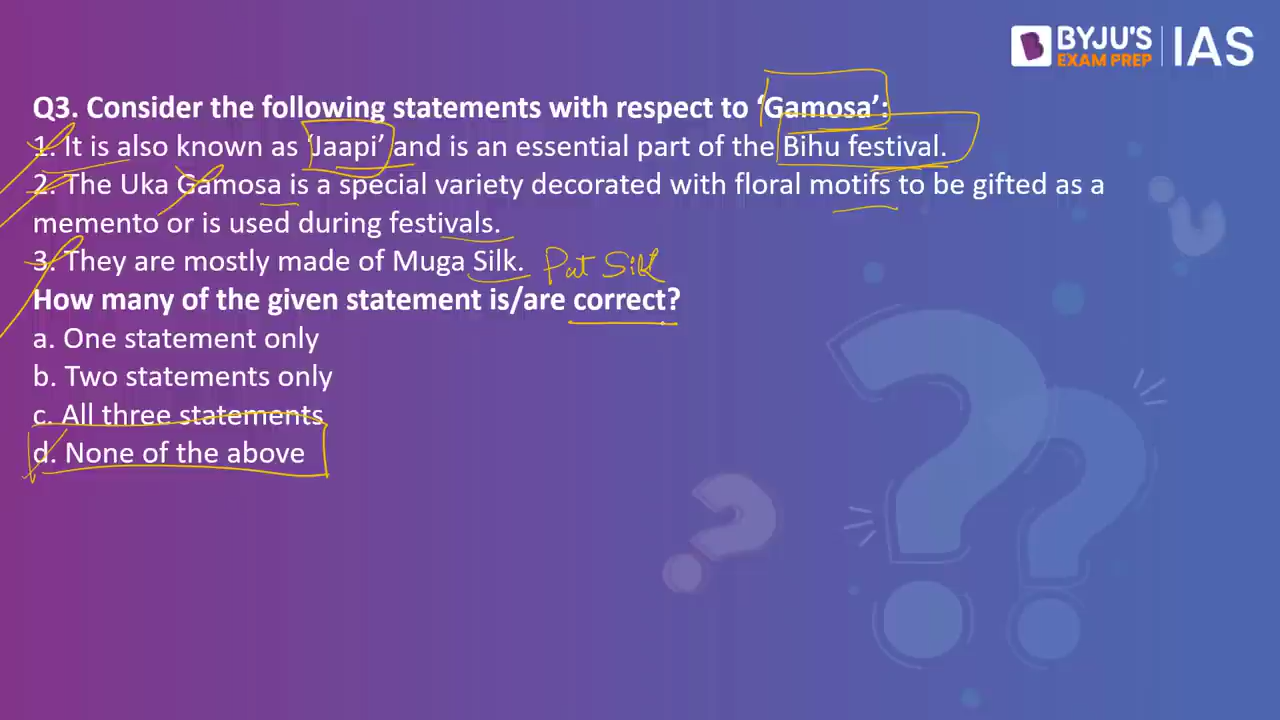 BYJU'S
EXAM PREP
IAS
Q3. Consider the following statements with respect to ‘Gamosa’:
1. It is also known as ‘Jaapi’ and is an essential part of the Bihu festival.
2. The Uka Gamosa is a special variety decorated with floral motifs to be gifted as a
memento or is used during festivals.
3. They are mostly made of Muga Silk. Pat Silk
How many of the given statement is/are correct?
a. One statement only
b. Two statements only
c. All three statements
d. None of the above